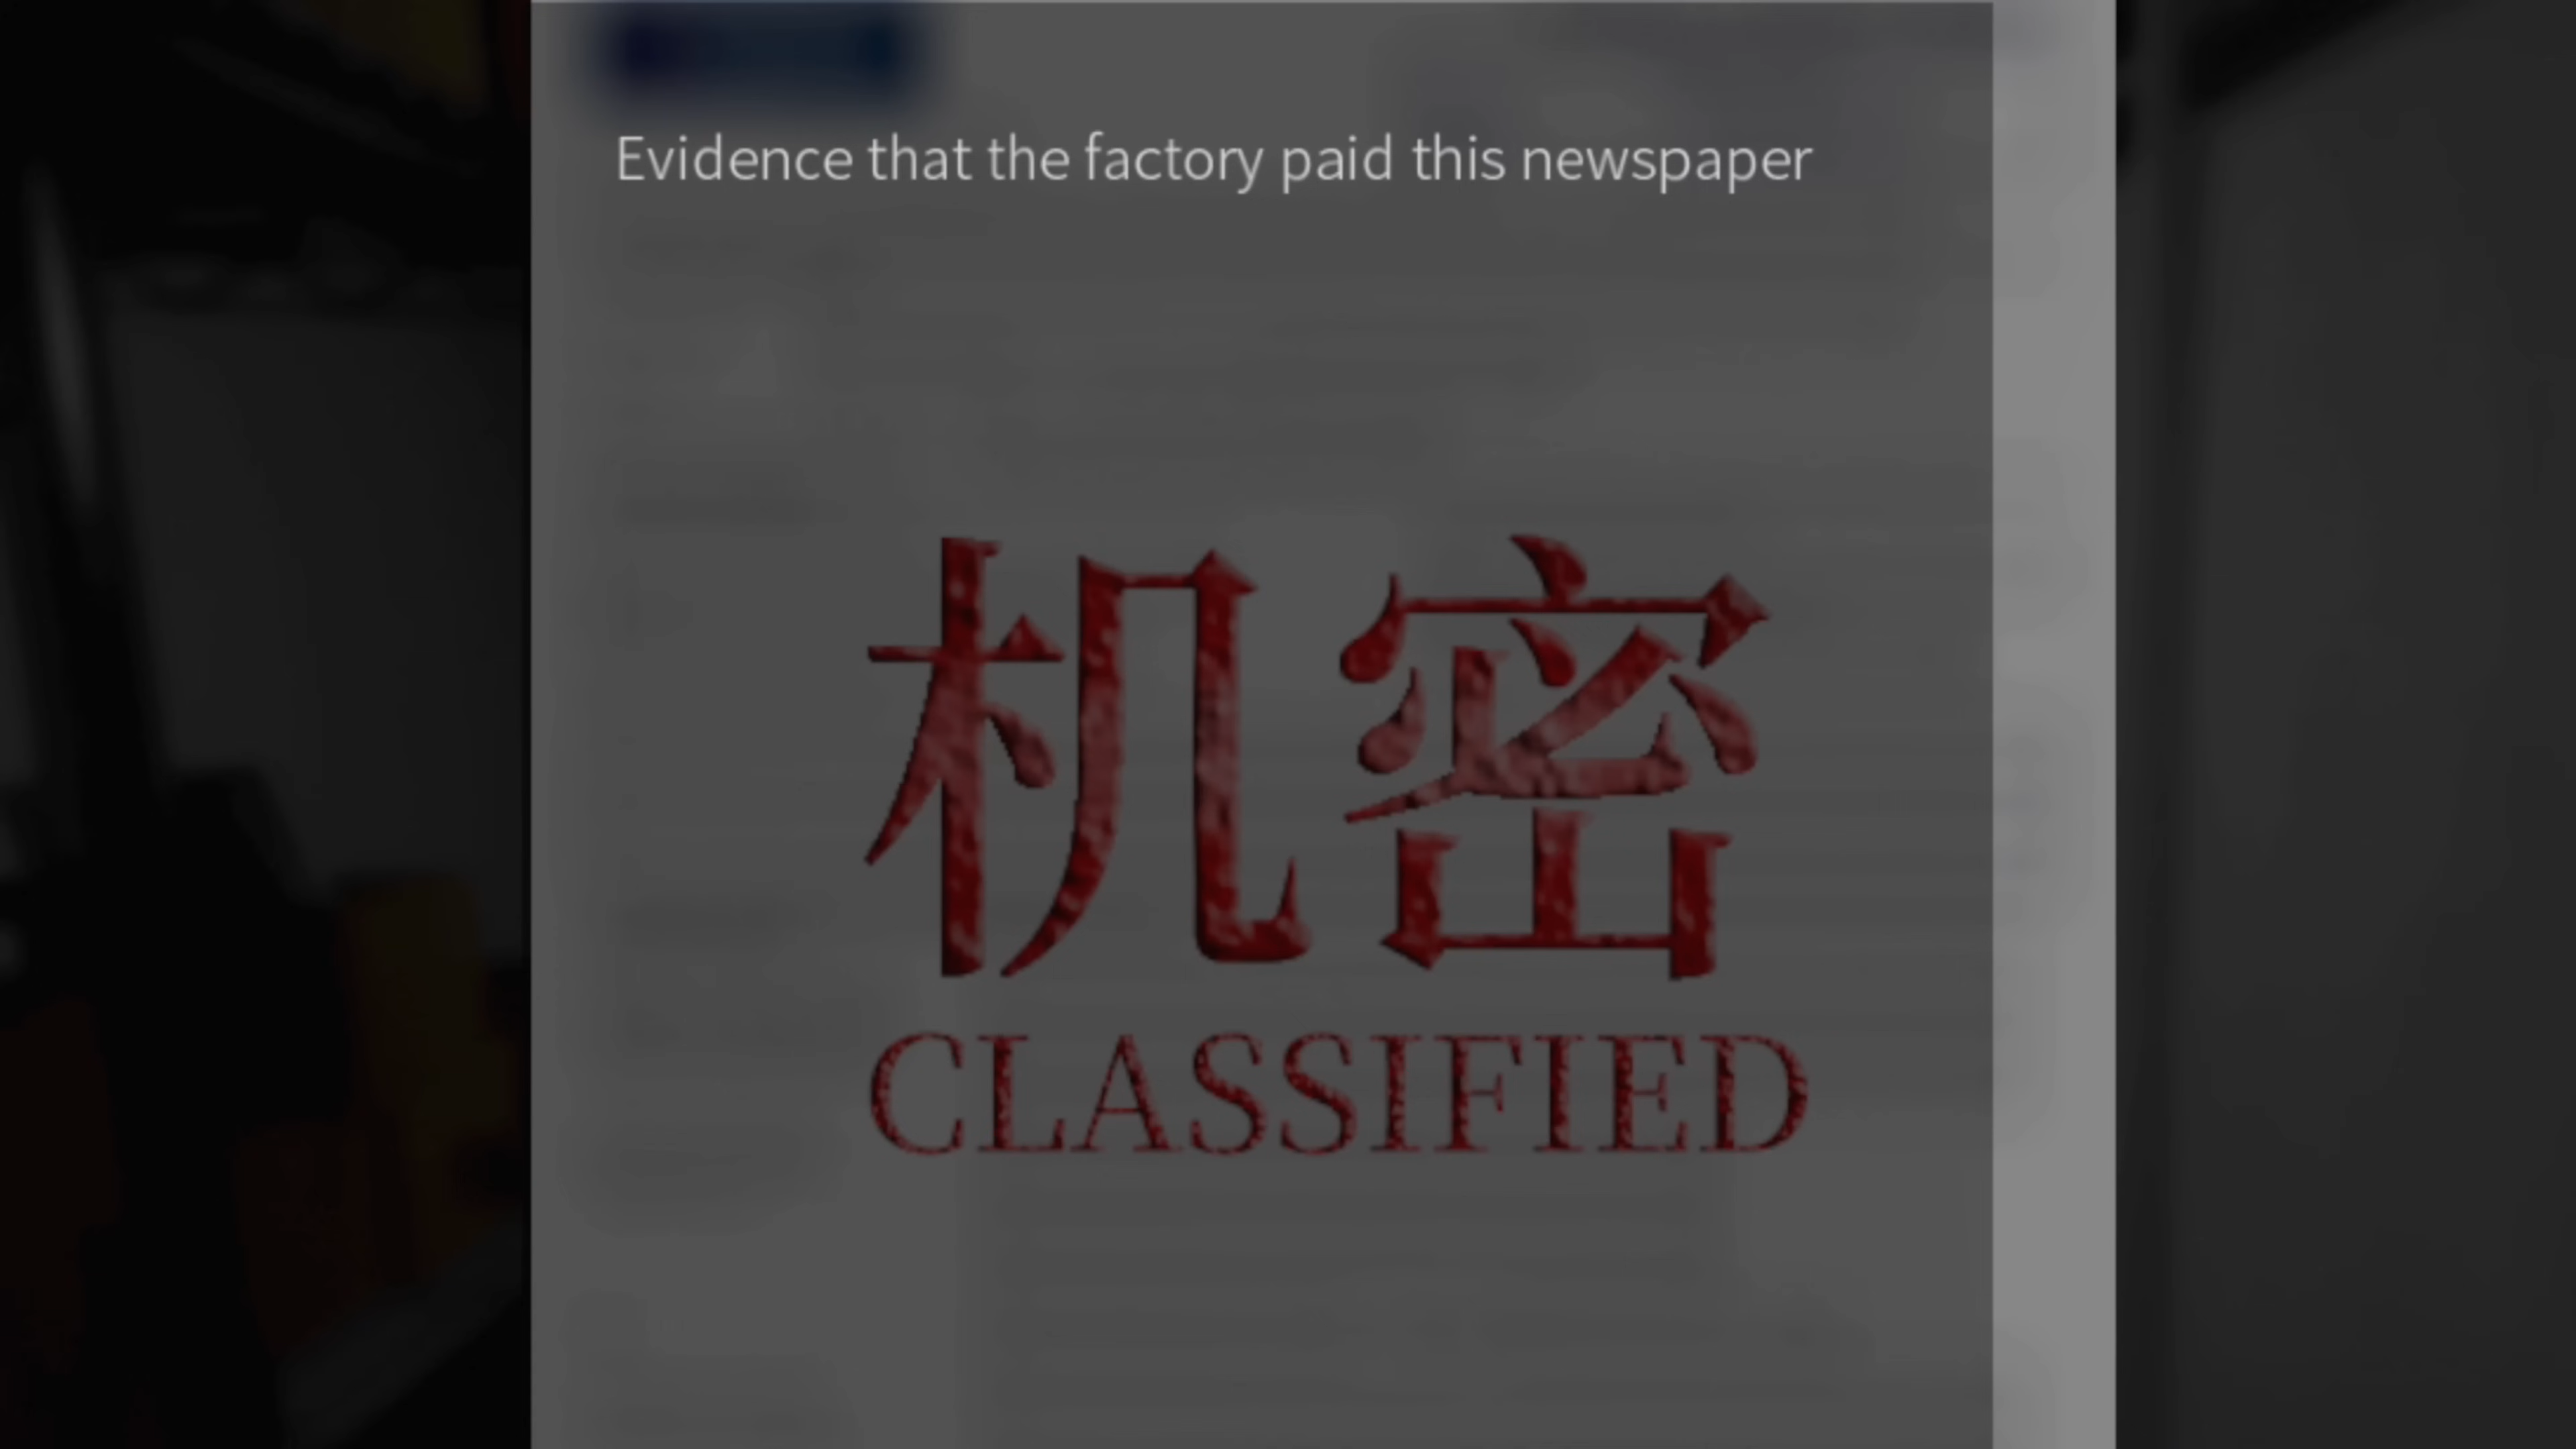 Evidence that the factory paid this newspaper
机密
CLASSIFIED